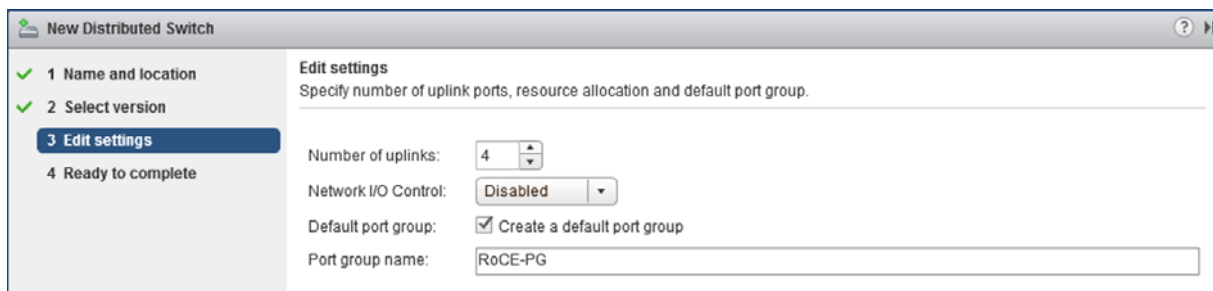 New Distributed Switch
?
1 Name and location
2 Select version
3 Edit settings
4 Ready to complete
Edit settings
Specify number of uplink ports, resource allocation and default port group.
Number of uplinks: 4
Network I/O Control: Disabled
Default port group: Create a default port group
Port group name: RoCE-PG